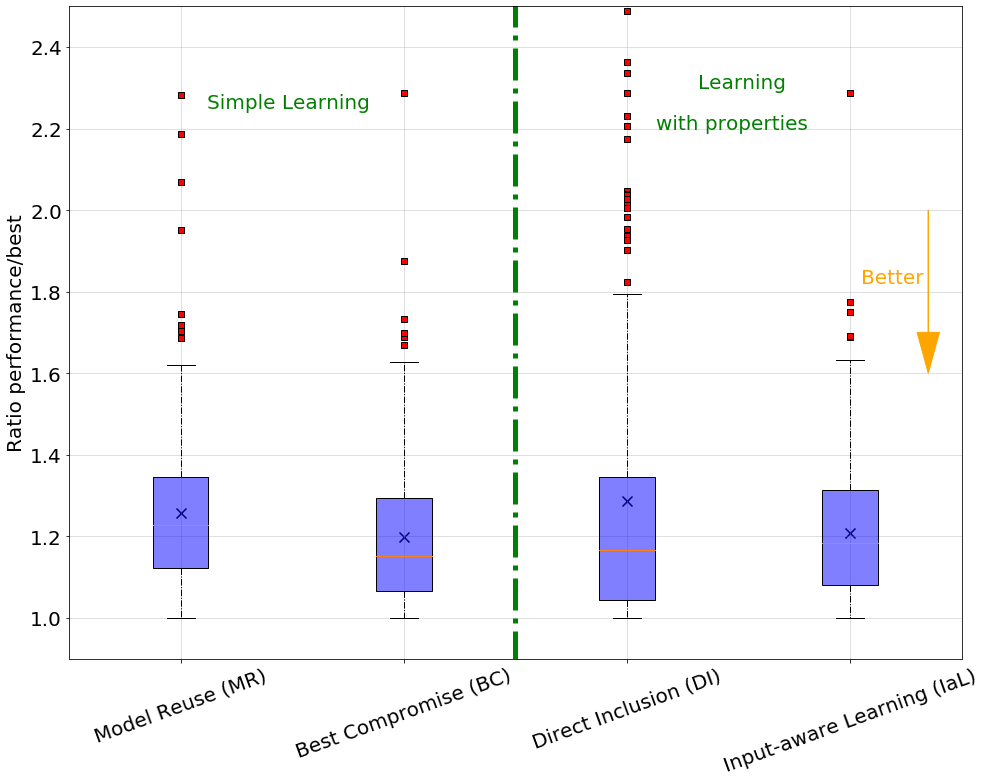 2.4
2.2
2.0
1.8
1.6
1.4
1.2
1.0
Ratio performance/best
Simple Learning
Learning
with properties
Better
Model Reuse (MR)
Best Compromise (BC)
Direct Inclusion (DI)
Input-aware Learning (IaL)